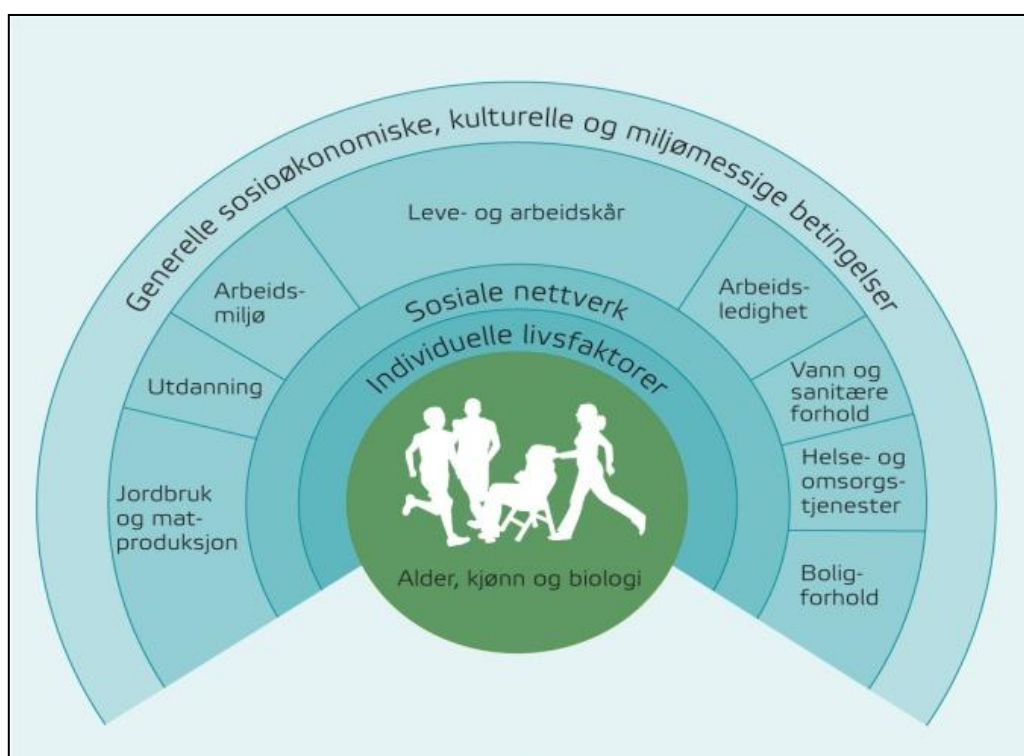 Generelle sosioøkonomiske, kulturelle og miljømessige betingelser
Leve- og arbeidskår
Arbeids-
miljø
Arbeids-
ledighet
Sosiale nettverk
Individuelle livsfaktorer
Utdanning
Vann og
sanitære
forhold
Jordbruk
og mat-
produksjon
Helse- og
omsorgs-
tjenester
Bolig-
forhold
Alder, kjønn og biologi